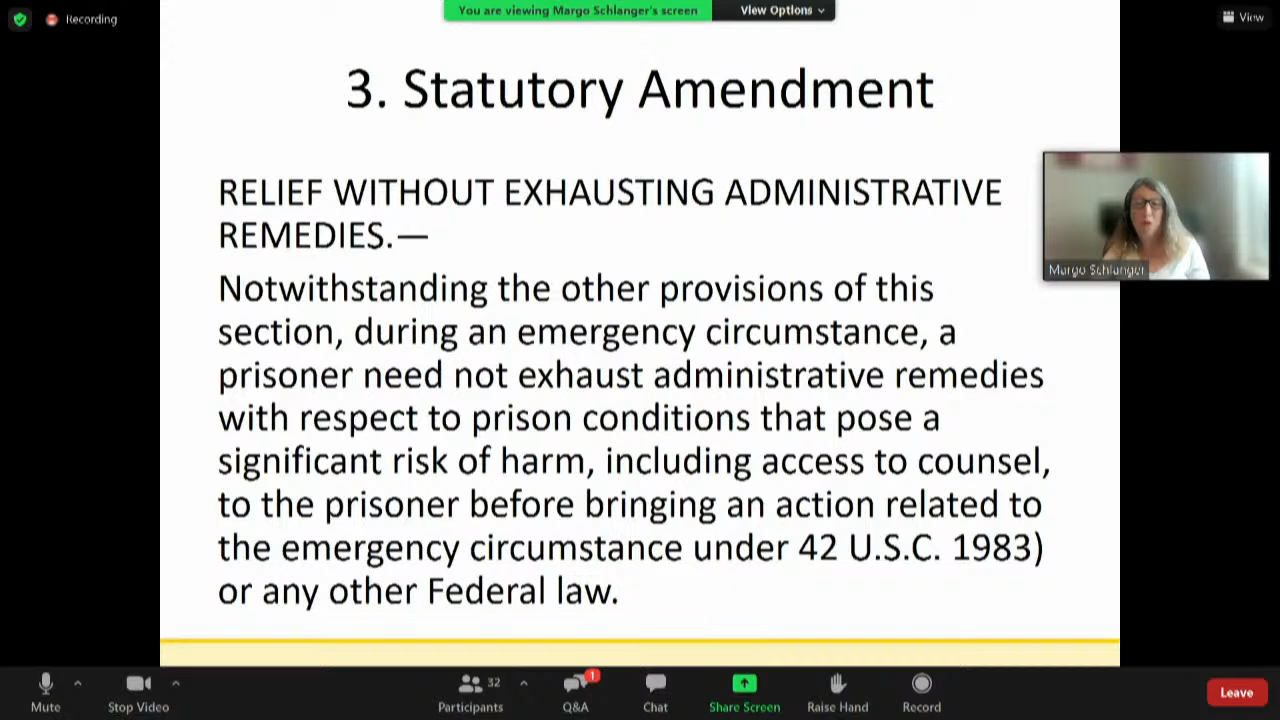 Recording
You are viewing Margo Schlanger's screen
View Options
View
3. Statutory Amendment
RELIEF WITHOUT EXHAUSTING ADMINISTRATIVE
REMEDIES.—
Notwithstanding the other provisions of this
section, during an emergency circumstance, a
prisoner need not exhaust administrative remedies
with respect to prison conditions that pose a
significant risk of harm, including access to counsel,
to the prisoner before bringing an action related to
the emergency circumstance under 42 U.S.C. 1983)
or any other Federal law.
Margo Schlanger
Mute
Stop Video
32
Participants
1
Q&A
Chat
Share Screen
Raise Hand
Record
Leave